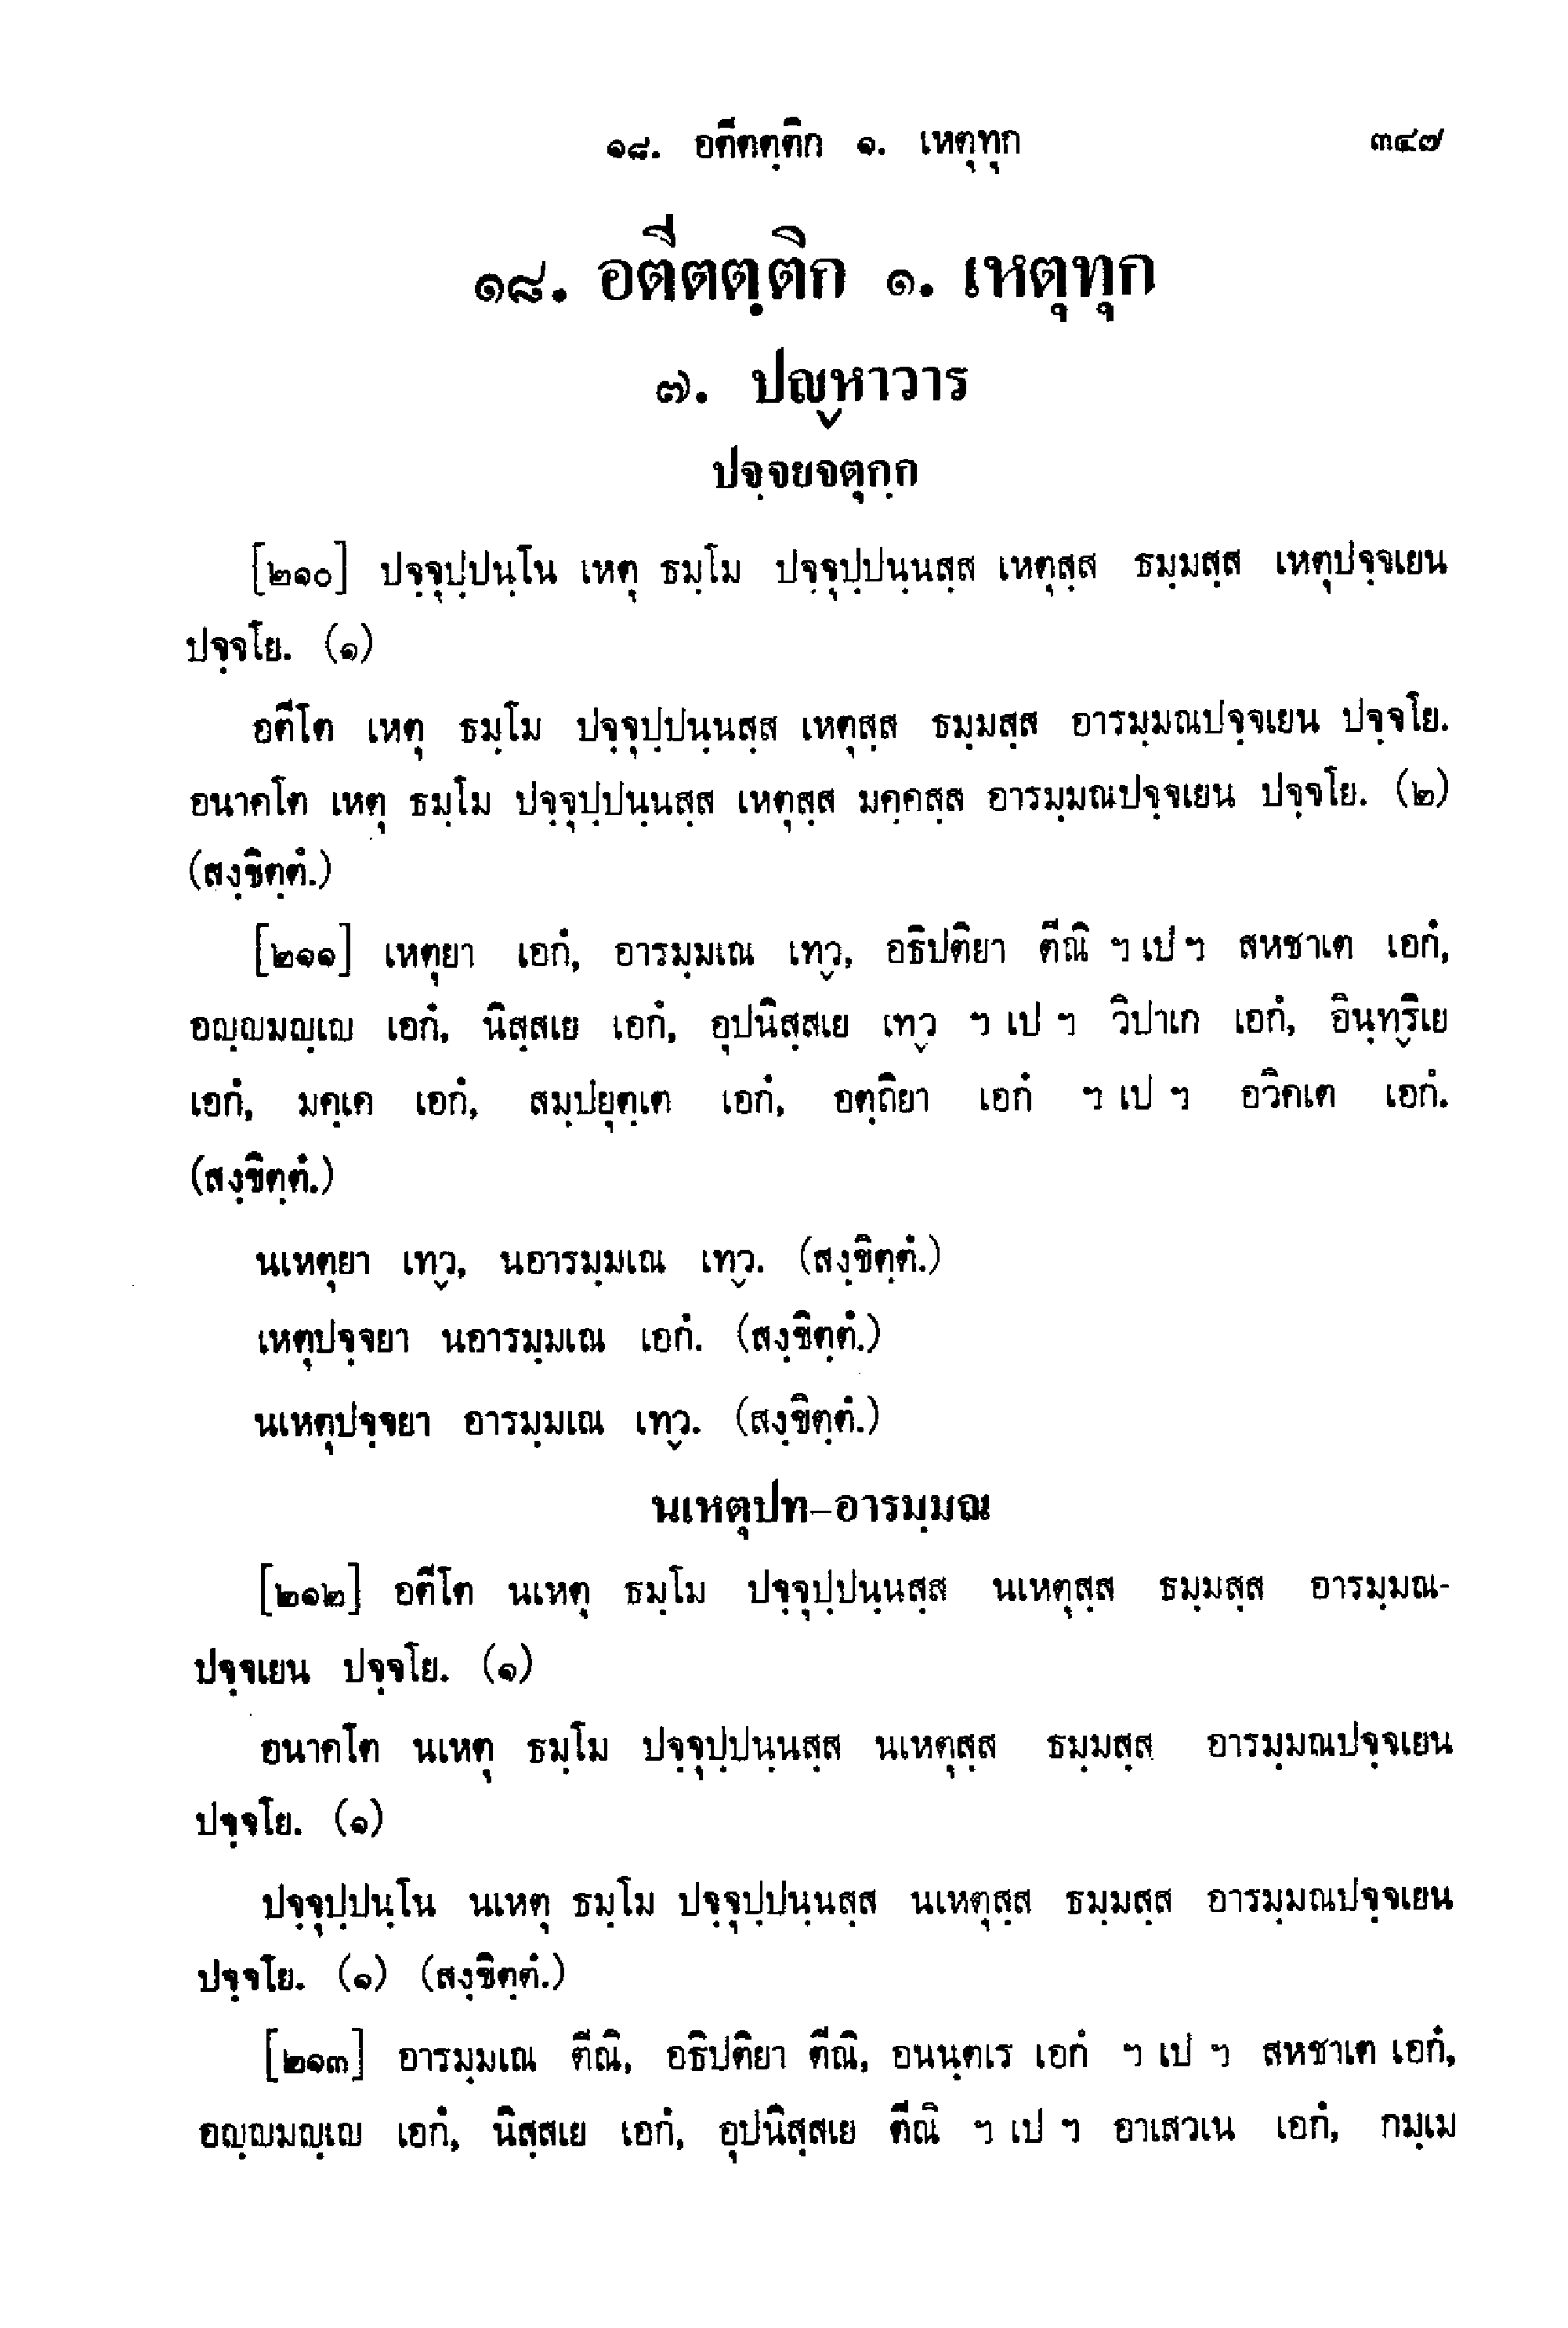 ๑๘. อตีตตฺติก ๑. เหตุทุก ๓๔๗
๑๘. อตีตตฺติก ๑. เหตุทุก
๗. ปญฺหาวาร
ปจฺจยจตุกฺก
[๒๑๐] ปจฺจุปฺปนฺโน เหตุ ธมฺโม ปจฺจุปฺปนฺนสฺส เหตุสฺส ธมฺมสฺส เหตุปจฺจเยน
ปจฺจโย. (๑)
อตีโต เหตุ ธมฺโม ปจฺจุปฺปนฺนสฺส เหตุสฺส ธมฺมสฺส อารมฺมณปจฺจเยน ปจฺจโย.
อนาคโต เหตุ ธมฺโม ปจฺจุปฺปนฺนสฺส เหตุสฺส มคฺคสฺส อารมฺมณปจฺจเยน ปจฺจโย. (๒)
(สงฺขิตฺตํ.)
[๒๑๑] เหตุยา เอกํ, อารมฺมเณ เทฺว, อธิปติยา ตีณิ ฯ เป ฯ สหชาเต เอกํ,
อญฺญมญฺเญ เอกํ, นิสฺสเย เอกํ, อุปนิสฺสเย เทฺว ฯ เป ฯ วิปาเก เอกํ, อินฺทฺริเย
เอกํ, มคฺเค เอกํ, สมฺปยุตฺเต เอกํ, อตฺถิยา เอกํ ฯ เป ฯ อวิคเต เอกํ.
(สงฺขิตฺตํ.)
นเหตุยา เทฺว, นอารมฺมเณ เทฺว. (สงฺขิตฺตํ.)
เหตุปจฺจยา นอารมฺมเณ เอกํ. (สงฺขิตฺตํ.)
นเหตุปจฺจยา อารมฺมเณ เทฺว. (สงฺขิตฺตํ.)
นเหตุปท-อารมฺมณ
[๒๑๒] อตีโต นเหตุ ธมฺโม ปจฺจุปฺปนฺนสฺส นเหตุสฺส ธมฺมสฺส อารมฺมณ-
ปจฺจเยน ปจฺจโย. (๑)
อนาคโต นเหตุ ธมฺโม ปจฺจุปฺปนฺนสฺส นเหตุสฺส ธมฺมสฺส อารมฺมณปจฺจเยน
ปจฺจโย. (๑)
ปจฺจุปฺปนฺโน นเหตุ ธมฺโม ปจฺจุปฺปนฺนสฺส นเหตุสฺส ธมฺมสฺส อารมฺมณปจฺจเยน
ปจฺจโย. (๑) (สงฺขิตฺตํ.)
[๒๑๓] อารมฺมเณ ตีณิ, อธิปติยา ตีณิ, อนนฺตเร เอกํ ฯ เป ฯ สหชาเต เอกํ,
อญฺญมญฺเญ เอกํ, นิสฺสเย เอกํ, อุปนิสฺสเย ตีณิ ฯ เป ฯ อาเสวเน เอกํ, กมฺเม